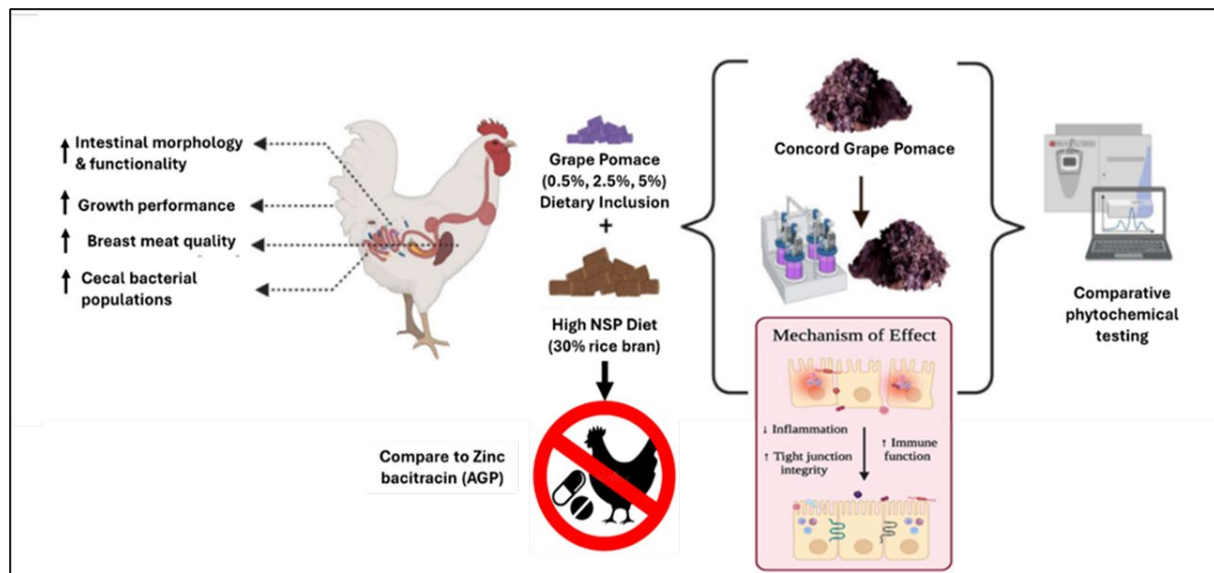 Intestinal morphology
& functionality
Growth performance
Breast meat quality
Cecal bacterial
populations
Grape Pomace
(0.5%, 2.5%, 5%)
Dietary Inclusion
+
High NSP Diet
(30% rice bran)
Compare to Zinc
bacitracin (AGP)
Concord Grape Pomace
Mechanism of Effect
↓ Inflammation
↑ Tight junction
integrity
↑ Immune
function
Comparative
phytochemical
testing